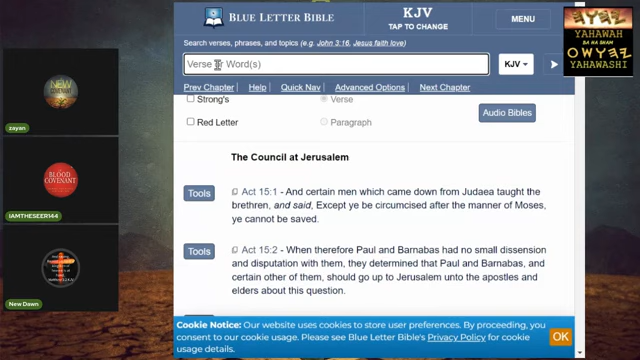 BLUE LETTER BIBLE
KJV
TAP TO CHANGE
MENU
Search verses, phrases, and topics (e.g. John 3:16, Jesus faith love)
Verse or Word(s)
KJV
Prev Chapter
Help
Quick Nav
Advanced Options
Next Chapter
Strong's
Verse
Red Letter
Paragraph
Audio Bibles
The Council at Jerusalem
Tools
Act 15:1 - And certain men which came down from Judaea taught the
brethren, and said, Except ye be circumcised after the manner of Moses,
ye cannot be saved.
Tools
Act 15:2 - When therefore Paul and Barnabas had no small dissension
and disputation with them, they determined that Paul and Barnabas, and
certain other of them, should go up to Jerusalem unto the apostles and
elders about this question.
Cookie Notice: Our website uses cookies to store user preferences. By proceeding, you
consent to our cookie usage. Please see Blue Letter Bible's Privacy Policy for cookie
usage details.
OK
NEW
COVENANT
zayan
BLOOD
COVENANT
IAMTHESEER144
New Dawn
YAHAWAH
BA HA SHAM
YAHAWASHI